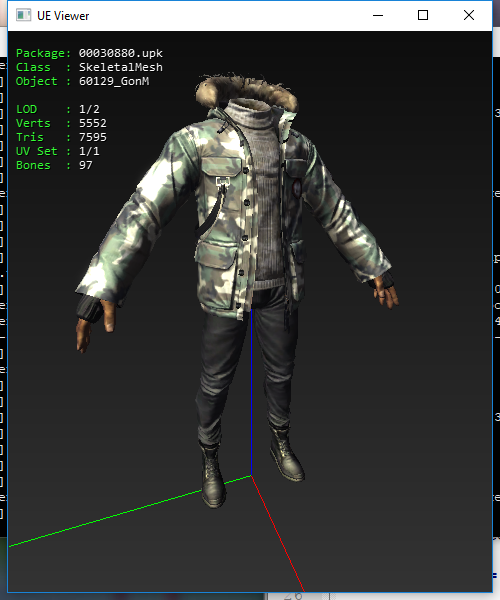 UE Viewer
Package: 00030880.upk
Class : SkeletalMesh
Object : 60129_GonM
LOD : 1/2
Verts : 5552
Tris : 7595
UV Set : 1/1
Bones : 97
26